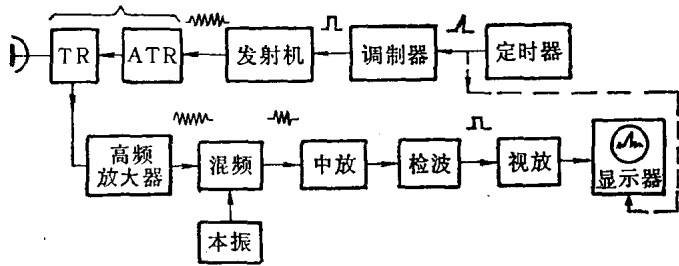 TR
ATR
发射机
调制器
定时器
高频
放大器
混频
中放
检波
视放
显示器
本振